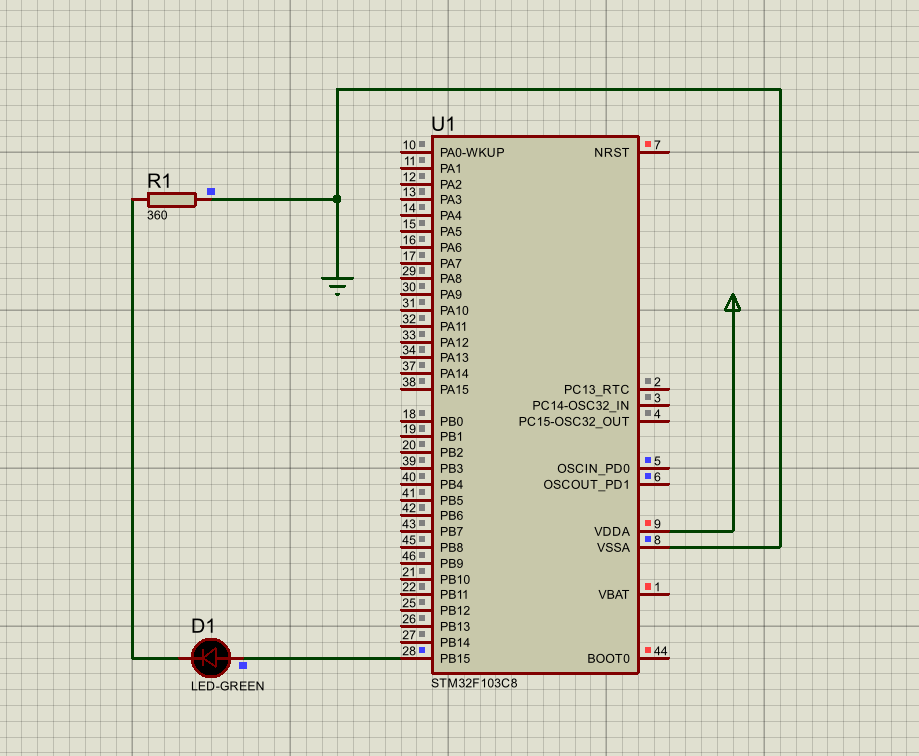 U1
10 PA0-WKUP NRST 7
11 PA1
12 PA2
R1
13 PA3
360
14 PA4
15 PA5
16 PA6
17 PA7
29 PA8
30 PA9
31 PA10
32 PA11
33 PA12
34 PA13
37 PA14
38 PA15 PC13_RTC 2
PC14-OSC32_IN 3
18 PB0 PC15-OSC32_OUT 4
19 PB1
20 PB2
39 PB3 OSCIN_PD0 5
40 PB4 OSCOUT_PD1 6
41 PB5
42 PB6
43 PB7 VDDA 9
45 PB8 VSSA 8
46 PB9
21 PB10
22 PB11 VBAT 1
25 PB12
26 PB13
D1
27 PB14
28 PB15 BOOT0 44
LED-GREEN
STM32F103C8